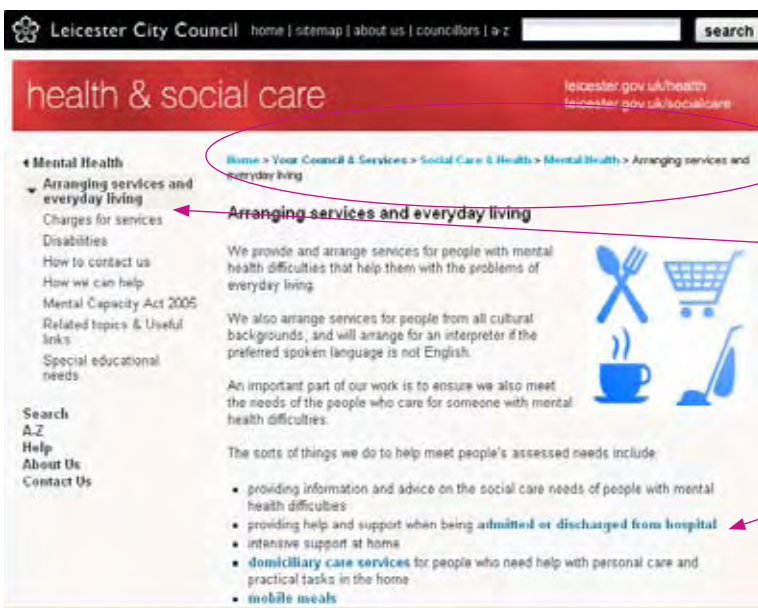 Leicester City Council home | sitemap | about us | councillors | a-z search
health & social care
leicester.gov.uk/health
leicester.gov.uk/socialcare
Mental Health
Arranging services and
everyday living
Charges for services
Disabilities
How to contact us
How we can help
Mental Capacity Act 2005
Related topics & Useful
links
Special educational
needs
Search
A-Z
Help
About Us
Contact Us
Home > Your Council & Services > Social Care & Health > Mental Health > Arranging services and
everyday living
Arranging services and everyday living
We provide and arrange services for people with mental
health difficulties that help them with the problems of
everyday living.
We also arrange services for people from all cultural
backgrounds, and will arrange for an interpreter if the
preferred spoken language is not English.
An important part of our work is to ensure we also meet
the needs of the people who care for someone with mental
health difficulties.
The sorts of things we do to help meet people's assessed needs include
• providing information and advice on the social care needs of people with mental
health difficulties
• providing help and support when being admitted or discharged from hospital
• intensive support at home
• domiciliary care services for people who need help with personal care and
practical tasks in the home
• mobile meals